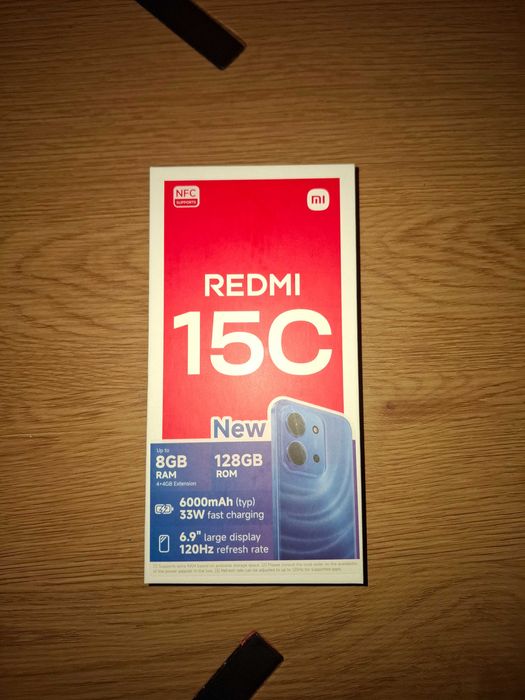 NFC
SUPPORTS
mi
REDMI
15C
New
Up to
8GB
RAM
4+4GB Extension
128GB
ROM
6000mAh (typ)
33W fast charging
6.9" large display
120Hz refresh rate